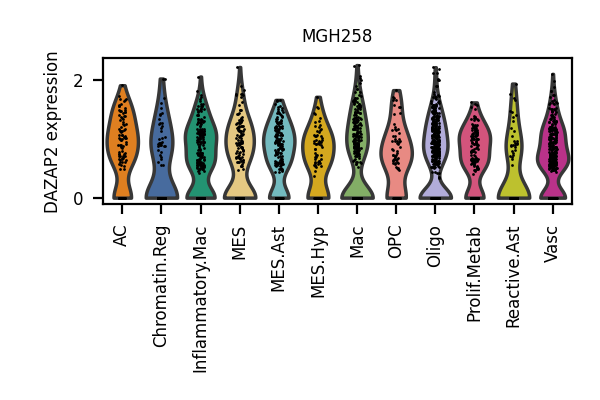 MGH258
DAZAP2 expression
2
0
AC
Chromatin.Reg
Inflammatory.Mac
MES
MES.Ast
MES.Hyp
Mac
OPC
Oligo
Prolif.Metab
Reactive.Ast
Vasc